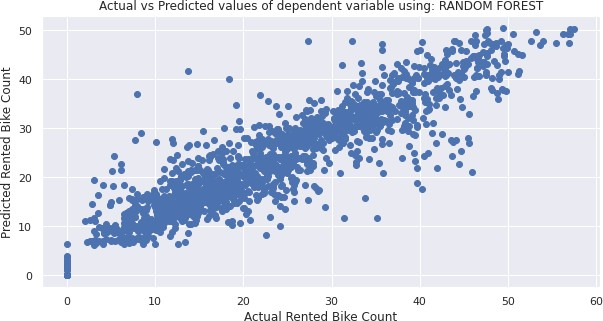 Actual vs Predicted values of dependent variable using: RANDOM FOREST
50
40
30
20
10
0
Predicted Rented Bike Count
0 10 20 30 40 50 60
Actual Rented Bike Count